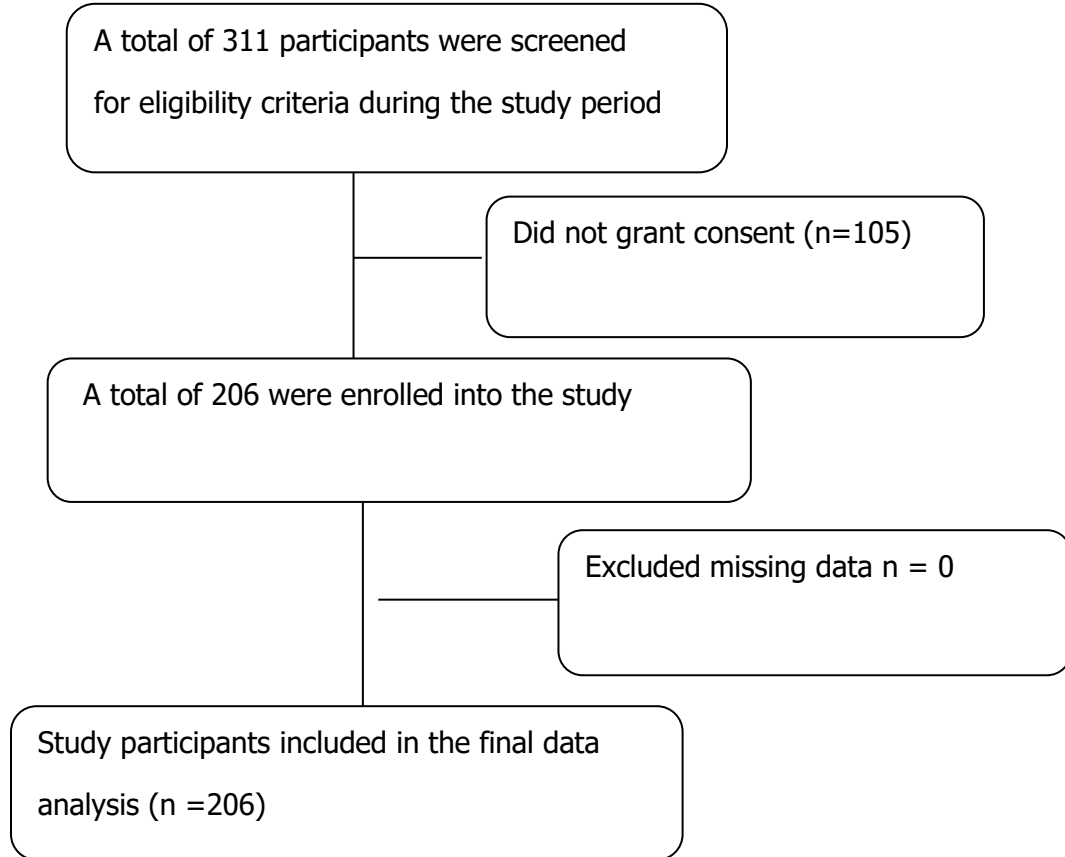 A total of 311 participants were screened
for eligibility criteria during the study period
Did not grant consent (n=105)
A total of 206 were enrolled into the study
Excluded missing data n = 0
Study participants included in the final data
analysis (n =206)